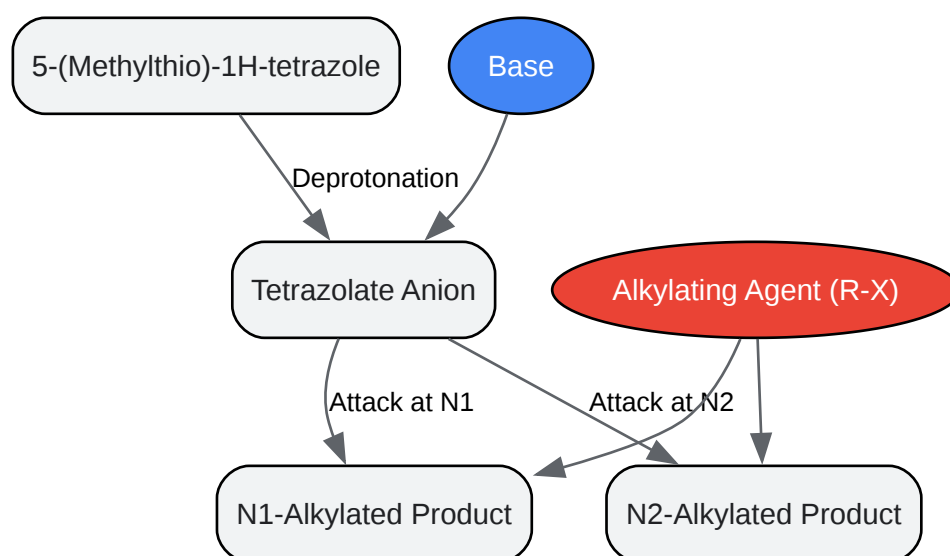 5-(Methylthio)-1H-tetrazole
Base
Deprotonation
Tetrazolate Anion
Alkylating Agent (R-X)
Attack at N1
Attack at N2
N1-Alkylated Product
N2-Alkylated Product